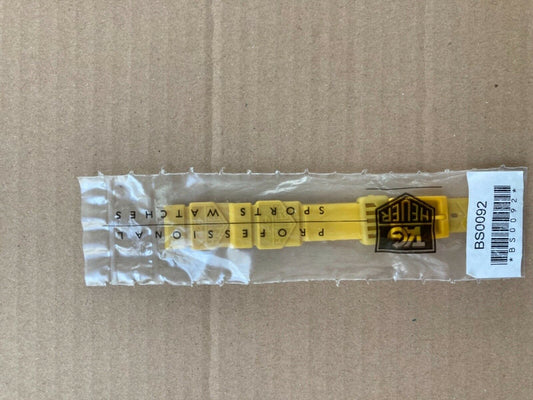 TAG
HEUER
PROFESSIONAL
SPORTS WATCHES
BS0092
*BS0092*